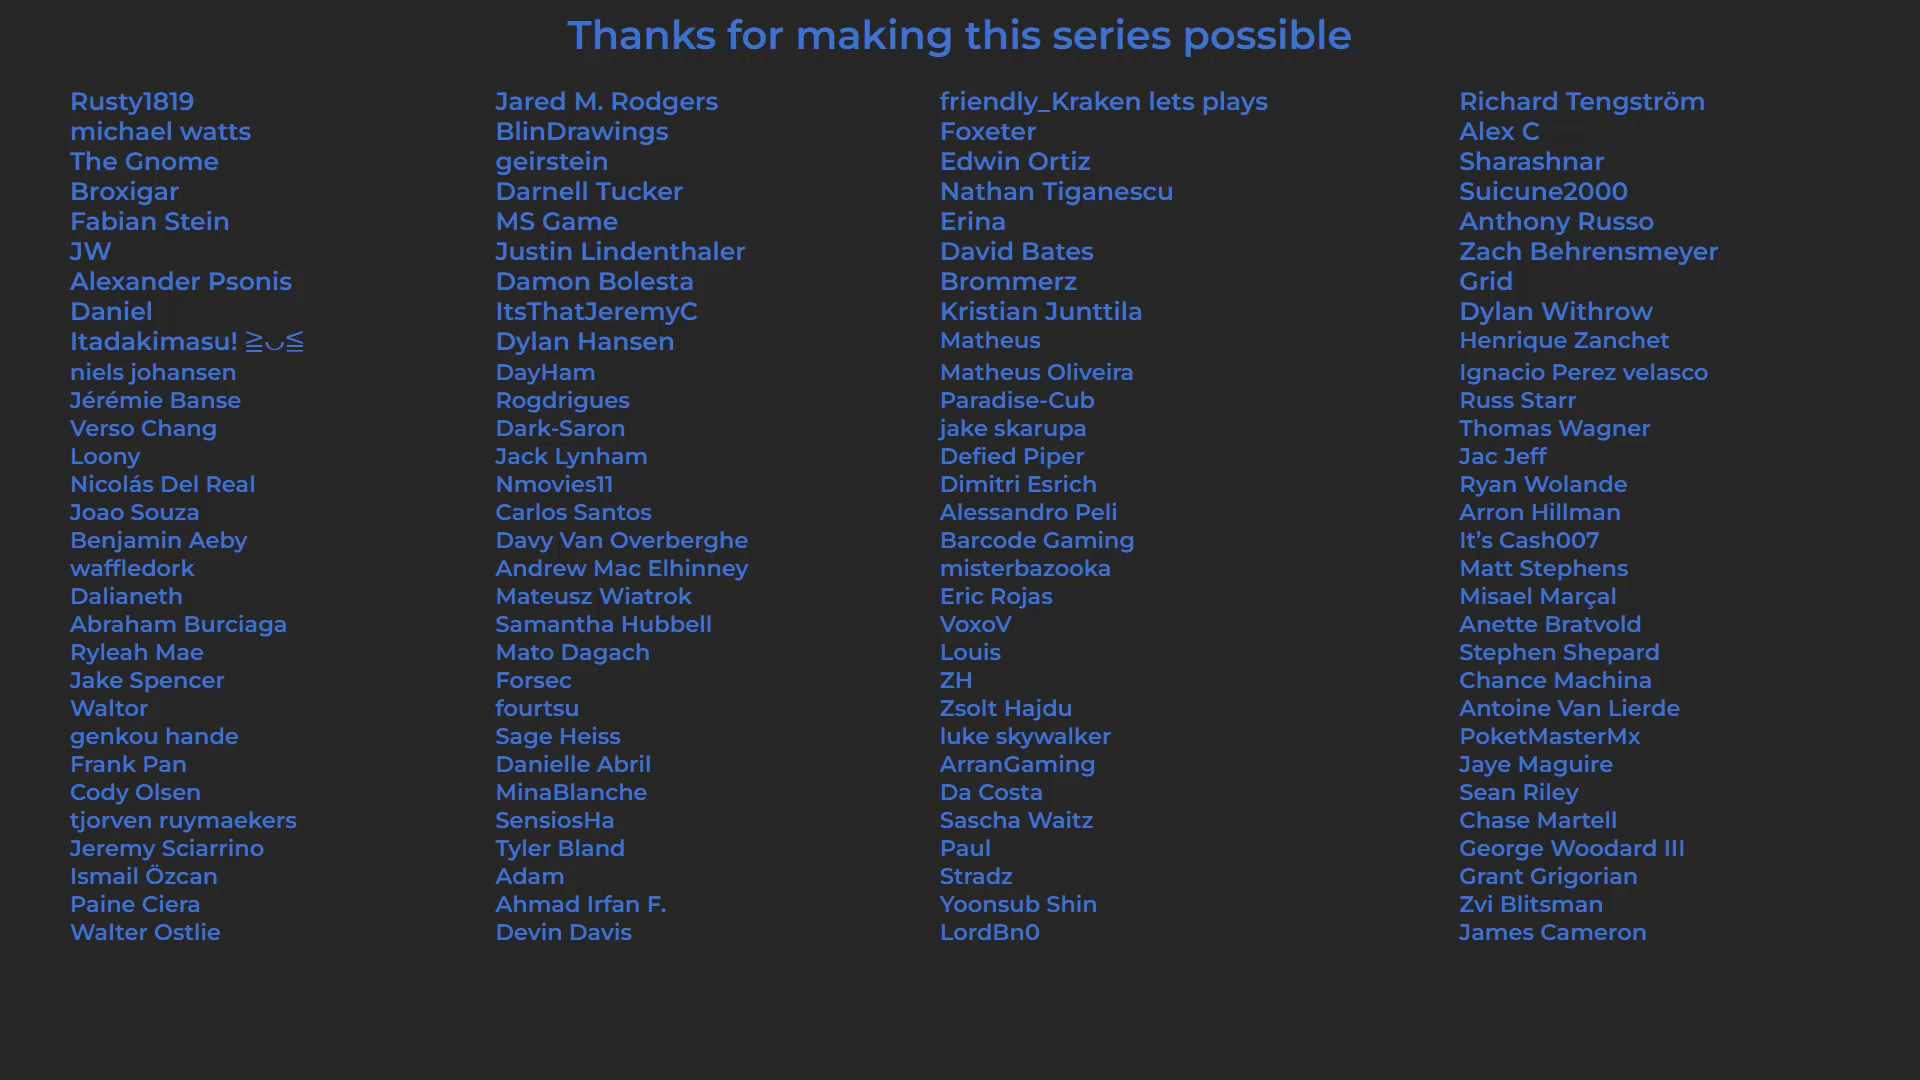 Thanks for making this series possible
Rusty1819
michael watts
The Gnome
Broxigar
Fabian Stein
JW
Alexander Psonis
Daniel
Itadakimasu! ≧◡≦
niels johansen
Jérémie Banse
Verso Chang
Loony
Nicolás Del Real
Joao Souza
Benjamin Aeby
waffledork
Dalianeth
Abraham Burciaga
Ryleah Mae
Jake Spencer
Waltor
genkou hande
Frank Pan
Cody Olsen
tjorven ruymaekers
Jeremy Sciarrino
Ismail Özcan
Paine Ciera
Walter Ostlie
Jared M. Rodgers
BlinDrawings
geirstein
Darnell Tucker
MS Game
Justin Lindenthaler
Damon Bolesta
ItsThatJeremyC
Dylan Hansen
DayHam
Rogdrigues
Dark-Saron
Jack Lynham
Nmovies11
Carlos Santos
Davy Van Overberghe
Andrew Mac Elhinney
Mateusz Wiatrok
Samantha Hubbell
Mato Dagach
Forsec
fourtsu
Sage Heiss
Danielle Abril
MinaBlanche
SensiosHa
Tyler Bland
Adam
Ahmad Irfan F.
Devin Davis
friendly_Kraken lets plays
Foxeter
Edwin Ortiz
Nathan Tiganescu
Erina
David Bates
Brommerz
Kristian Junttila
Matheus
Matheus Oliveira
Paradise-Cub
jake skarupa
Defied Piper
Dimitri Esrich
Alessandro Peli
Barcode Gaming
misterbazooka
Eric Rojas
VoxoV
Louis
ZH
Zsolt Hajdu
luke skywalker
ArranGaming
Da Costa
Sascha Waitz
Paul
Stradz
Yoonsub Shin
LordBn0
Richard Tengström
Alex C
Sharashnar
Suicune2000
Anthony Russo
Zach Behrensmeyer
Grid
Dylan Withrow
Henrique Zanchet
Ignacio Perez velasco
Russ Starr
Thomas Wagner
Jac Jeff
Ryan Wolande
Arron Hillman
It’s Cash007
Matt Stephens
Misael Marçal
Anette Bratvold
Stephen Shepard
Chance Machina
Antoine Van Lierde
PoketMasterMx
Jaye Maguire
Sean Riley
Chase Martell
George Woodard III
Grant Grigorian
Zvi Blitsman
James Cameron